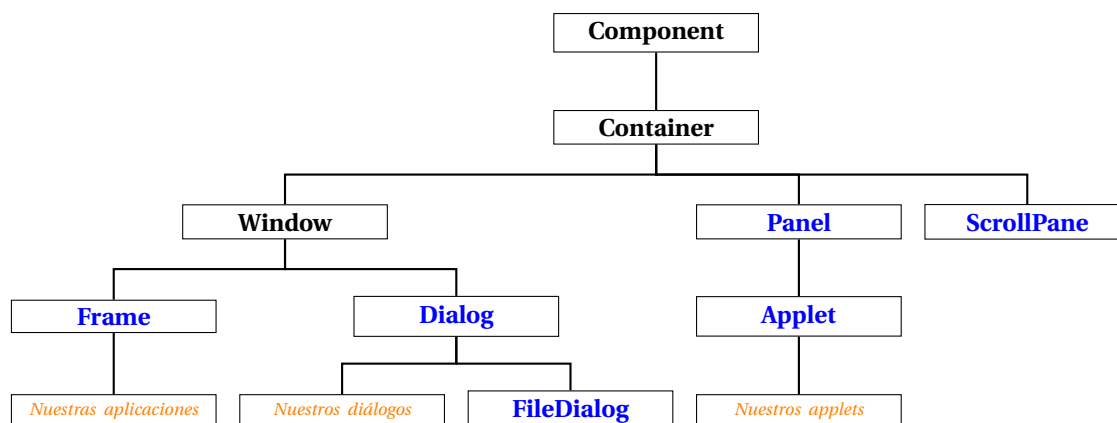 Component
Container
Window
Panel
ScrollPane
Frame
Dialog
Applet
Nuestras aplicaciones
Nuestros diálogos
FileDialog
Nuestros applets